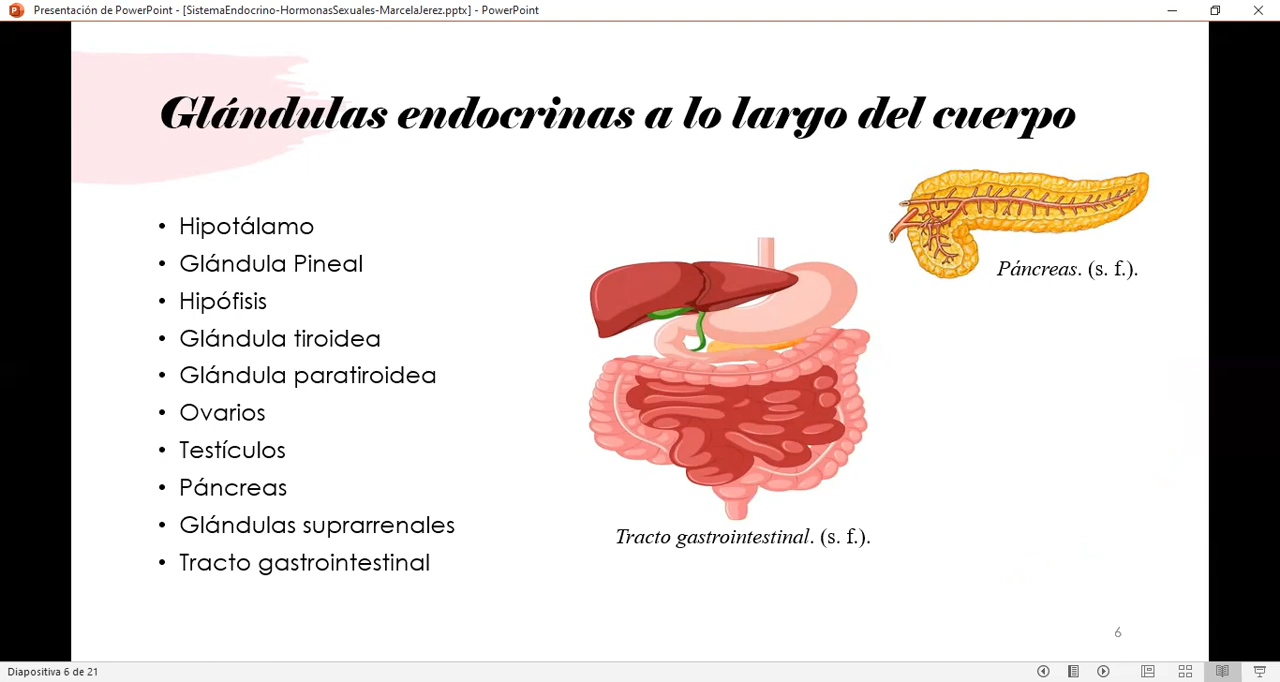 Presentación de PowerPoint - [SistemaEndocrino-HormonasSexuales-MarcelaJerez.pptx] - PowerPoint
Glándulas endocrinas a lo largo del cuerpo
• Hipotálamo
• Glándula Pineal
• Hipófisis
• Glándula tiroidea
• Glándula paratiroidea
• Ovarios
• Testículos
• Páncreas
• Glándulas suprarrenales
• Tracto gastrointestinal
Páncreas. (s. f.).
Tracto gastrointestinal. (s. f.).
6
Diapositiva 6 de 21